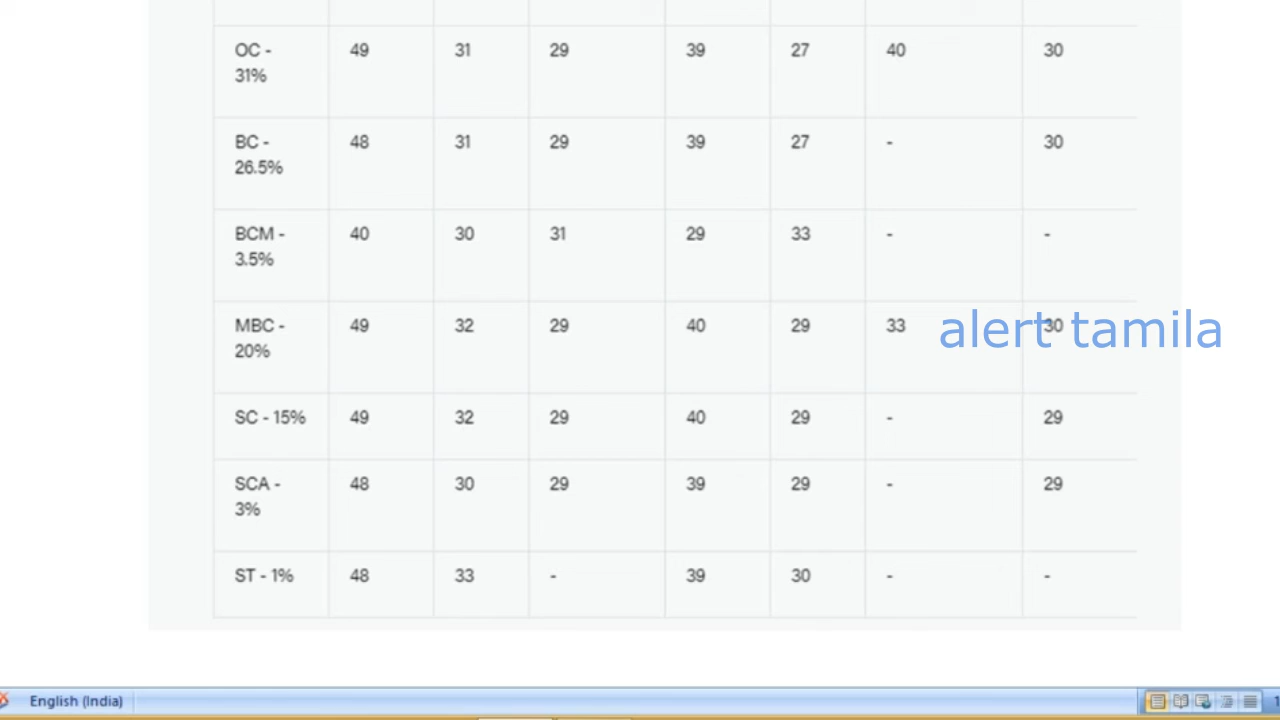 OC - 49 31 29 39 27 40 30
31%
BC - 48 31 29 39 27 - 30
26.5%
BCM - 40 30 31 29 33 - -
3.5%
MBC - 49 32 29 40 29 33 30
20%
alert tamila
SC - 15% 49 32 29 40 29 - 29
SCA - 48 30 29 39 29 - 29
3%
ST - 1% 48 33 - 39 30 - -
English (India)